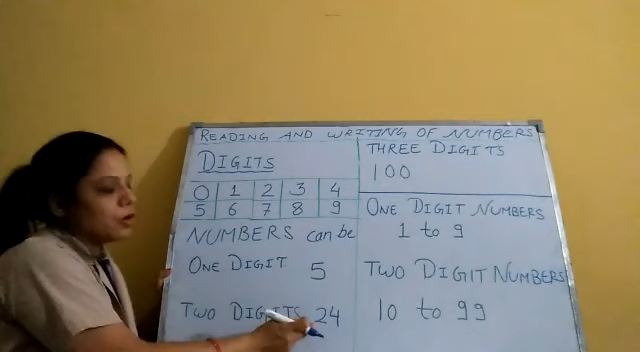 READING AND WRITING OF NUMBERS
DIGITS
0 1 2 3 4
5 6 7 8 9
NUMBERS can be
ONE DIGIT 5
TWO DIGITS 24
THREE DIGITS
100
ONE DIGIT NUMBERS
1 to 9
TWO DIGIT NUMBERS
10 to 99